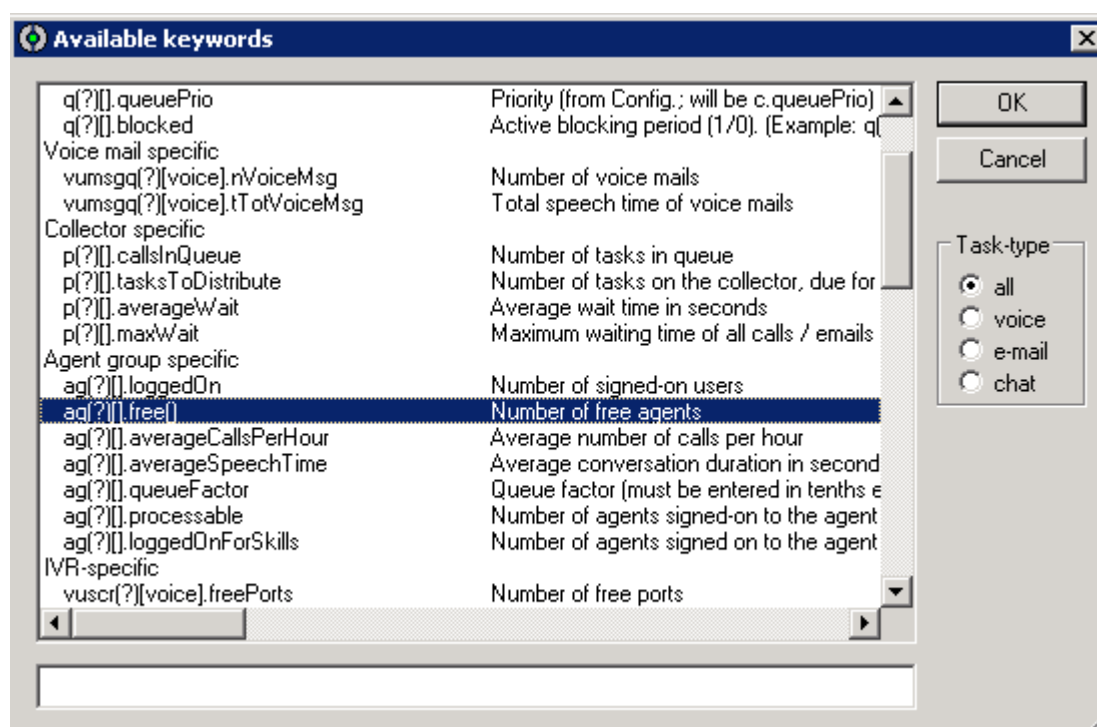 Available keywords
q(?)[].queuePrio Priority (from Config.; will be c.queuePrio)
q(?)[].blocked Active blocking period (1/0). (Example: q(
Voice mail specific
vumsgq(?)[voice].nVoiceMsg Number of voice mails
vumsgq(?)[voice].tTotVoiceMsg Total speech time of voice mails
Collector specific
p(?)[].callsInQueue Number of tasks in queue
p(?)[].tasksToDistribute Number of tasks on the collector, due for
p(?)[].averageWait Average wait time in seconds
p(?)[].maxWait Maximum waiting time of all calls / emails
Agent group specific
ag(?)[].loggedOn Number of signed-on users
ag(?)[].free() Number of free agents
ag(?)[].averageCallsPerHour Average number of calls per hour
ag(?)[].averageSpeechTime Average conversation duration in second
ag(?)[].queueFactor Queue factor (must be entered in tenths e
ag(?)[].processable Number of agents signed-on to the agent
ag(?)[].loggedOnForSkills Number of agents signed on to the agent
IVR-specific
vuscr(?)[voice].freePorts Number of free ports
OK
Cancel
Task-type
all
voice
e-mail
chat